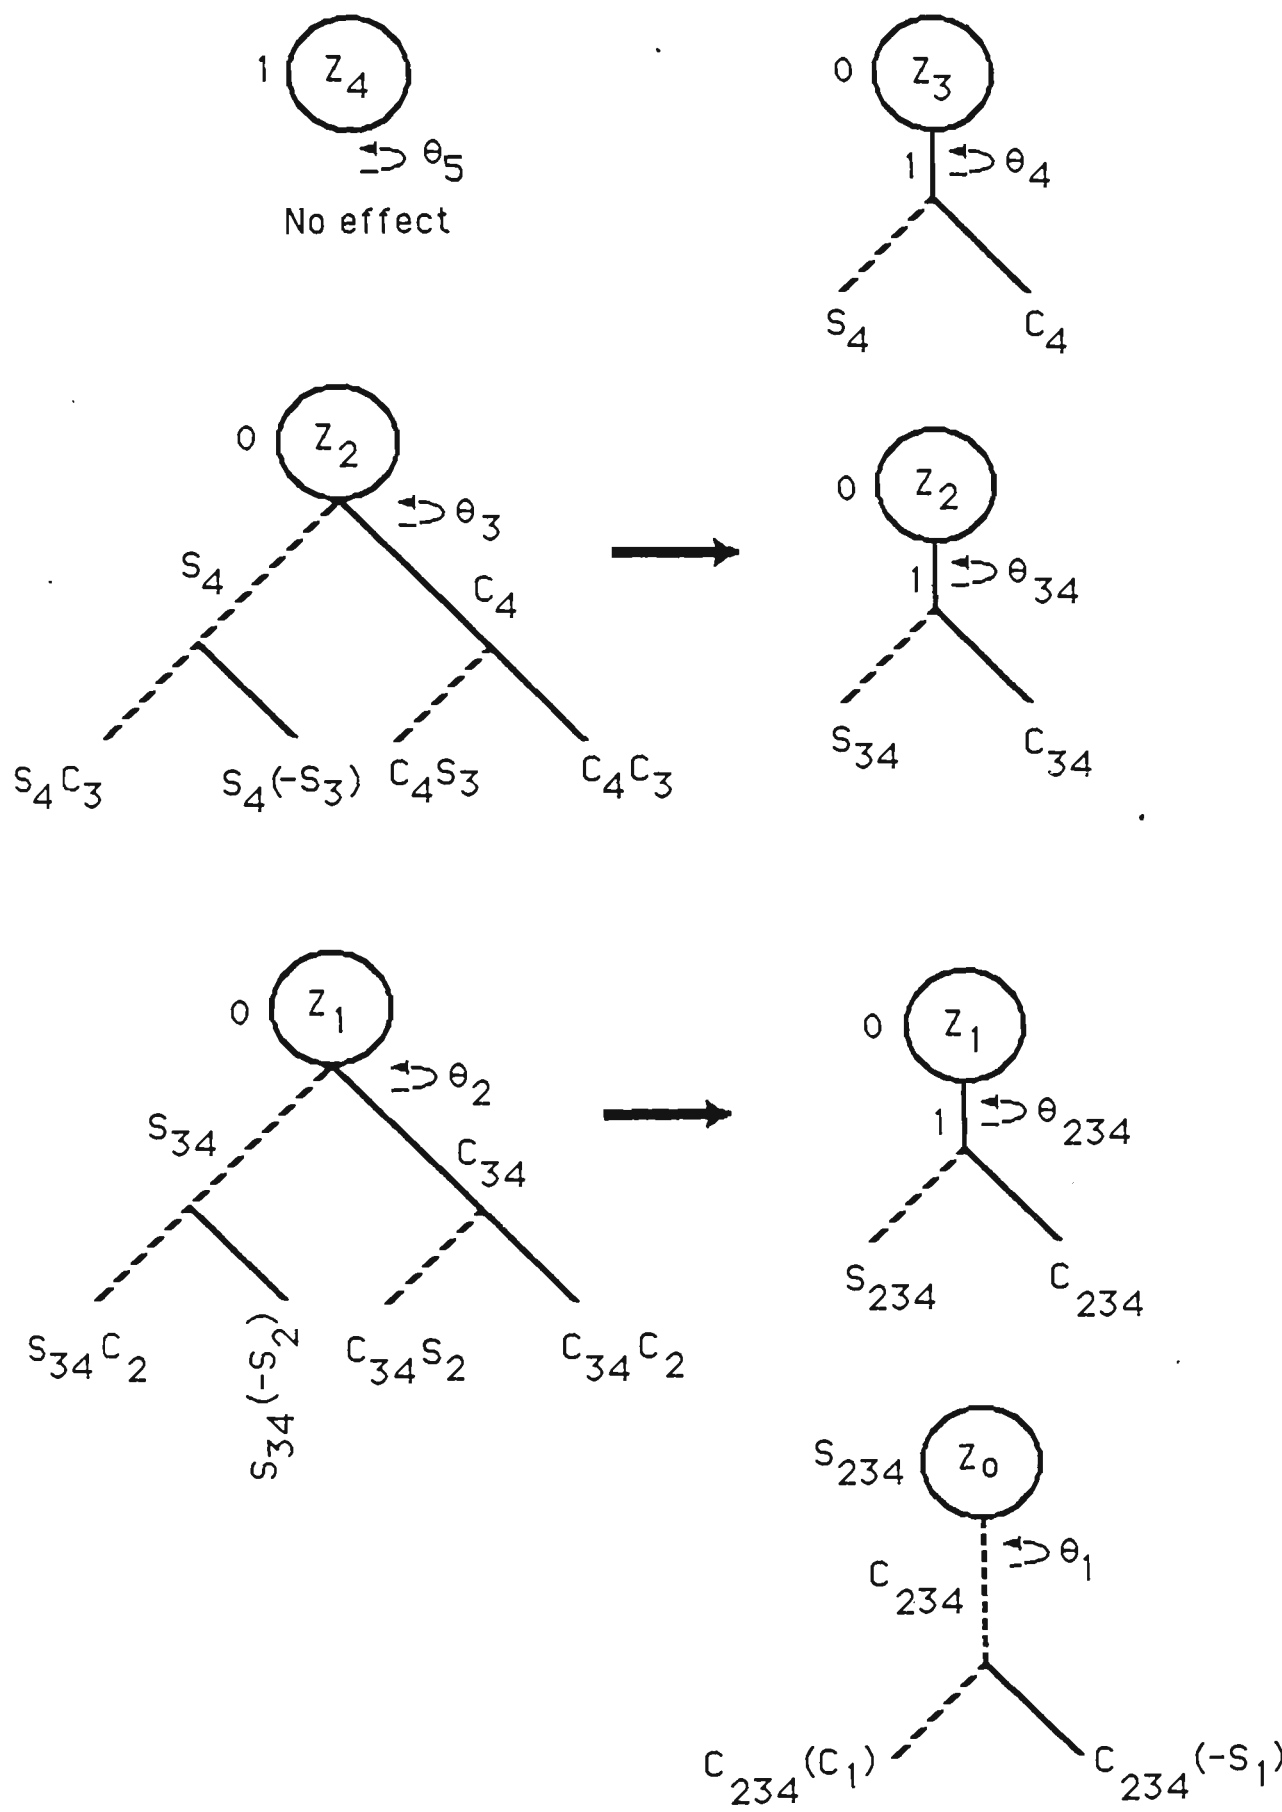 1 Z4
θ5
No effect
0 Z3
1 θ4
S4 C4
0 Z2
θ3
S4 C4
S4C3 S4(-S3) C4S3 C4C3
0 Z2
1 θ34
S34 C34
0 Z1
θ2
S34 C34
S34C2 S34(-S2) C34S2 C34C2
0 Z1
1 θ234
S234 C234
S234 Z0
θ1
C234
C234(C1) C234(-S1)